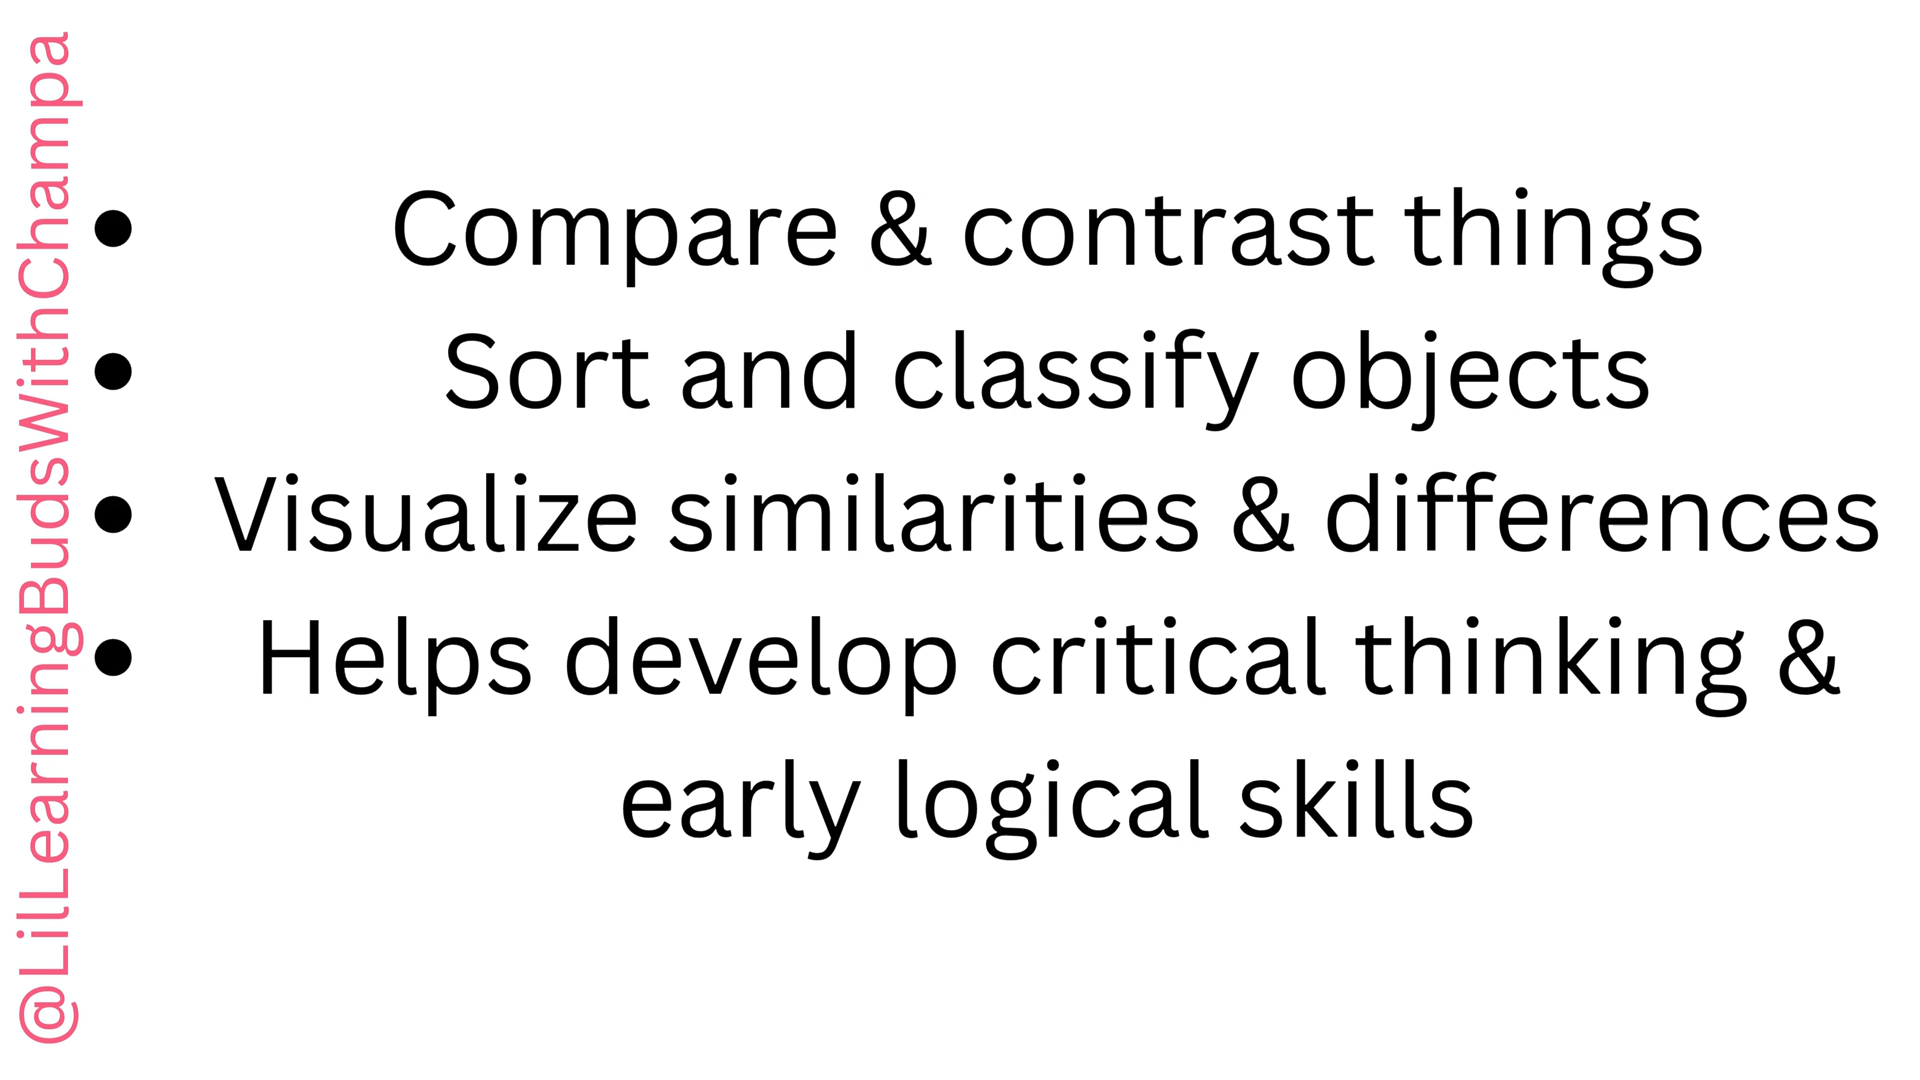 @LilLearningBudsWithChampa
• Compare & contrast things
• Sort and classify objects
• Visualize similarities & differences
• Helps develop critical thinking &
early logical skills